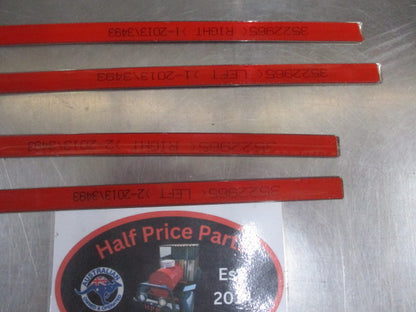 3522965< RIGHT >1-2013\3493
3522965< LEFT >1-2013\3493
3522965< RIGHT >2-2013\3493
3522965< LEFT >2-2013\3493
Half Price Part
Est
AUSTRALIAN